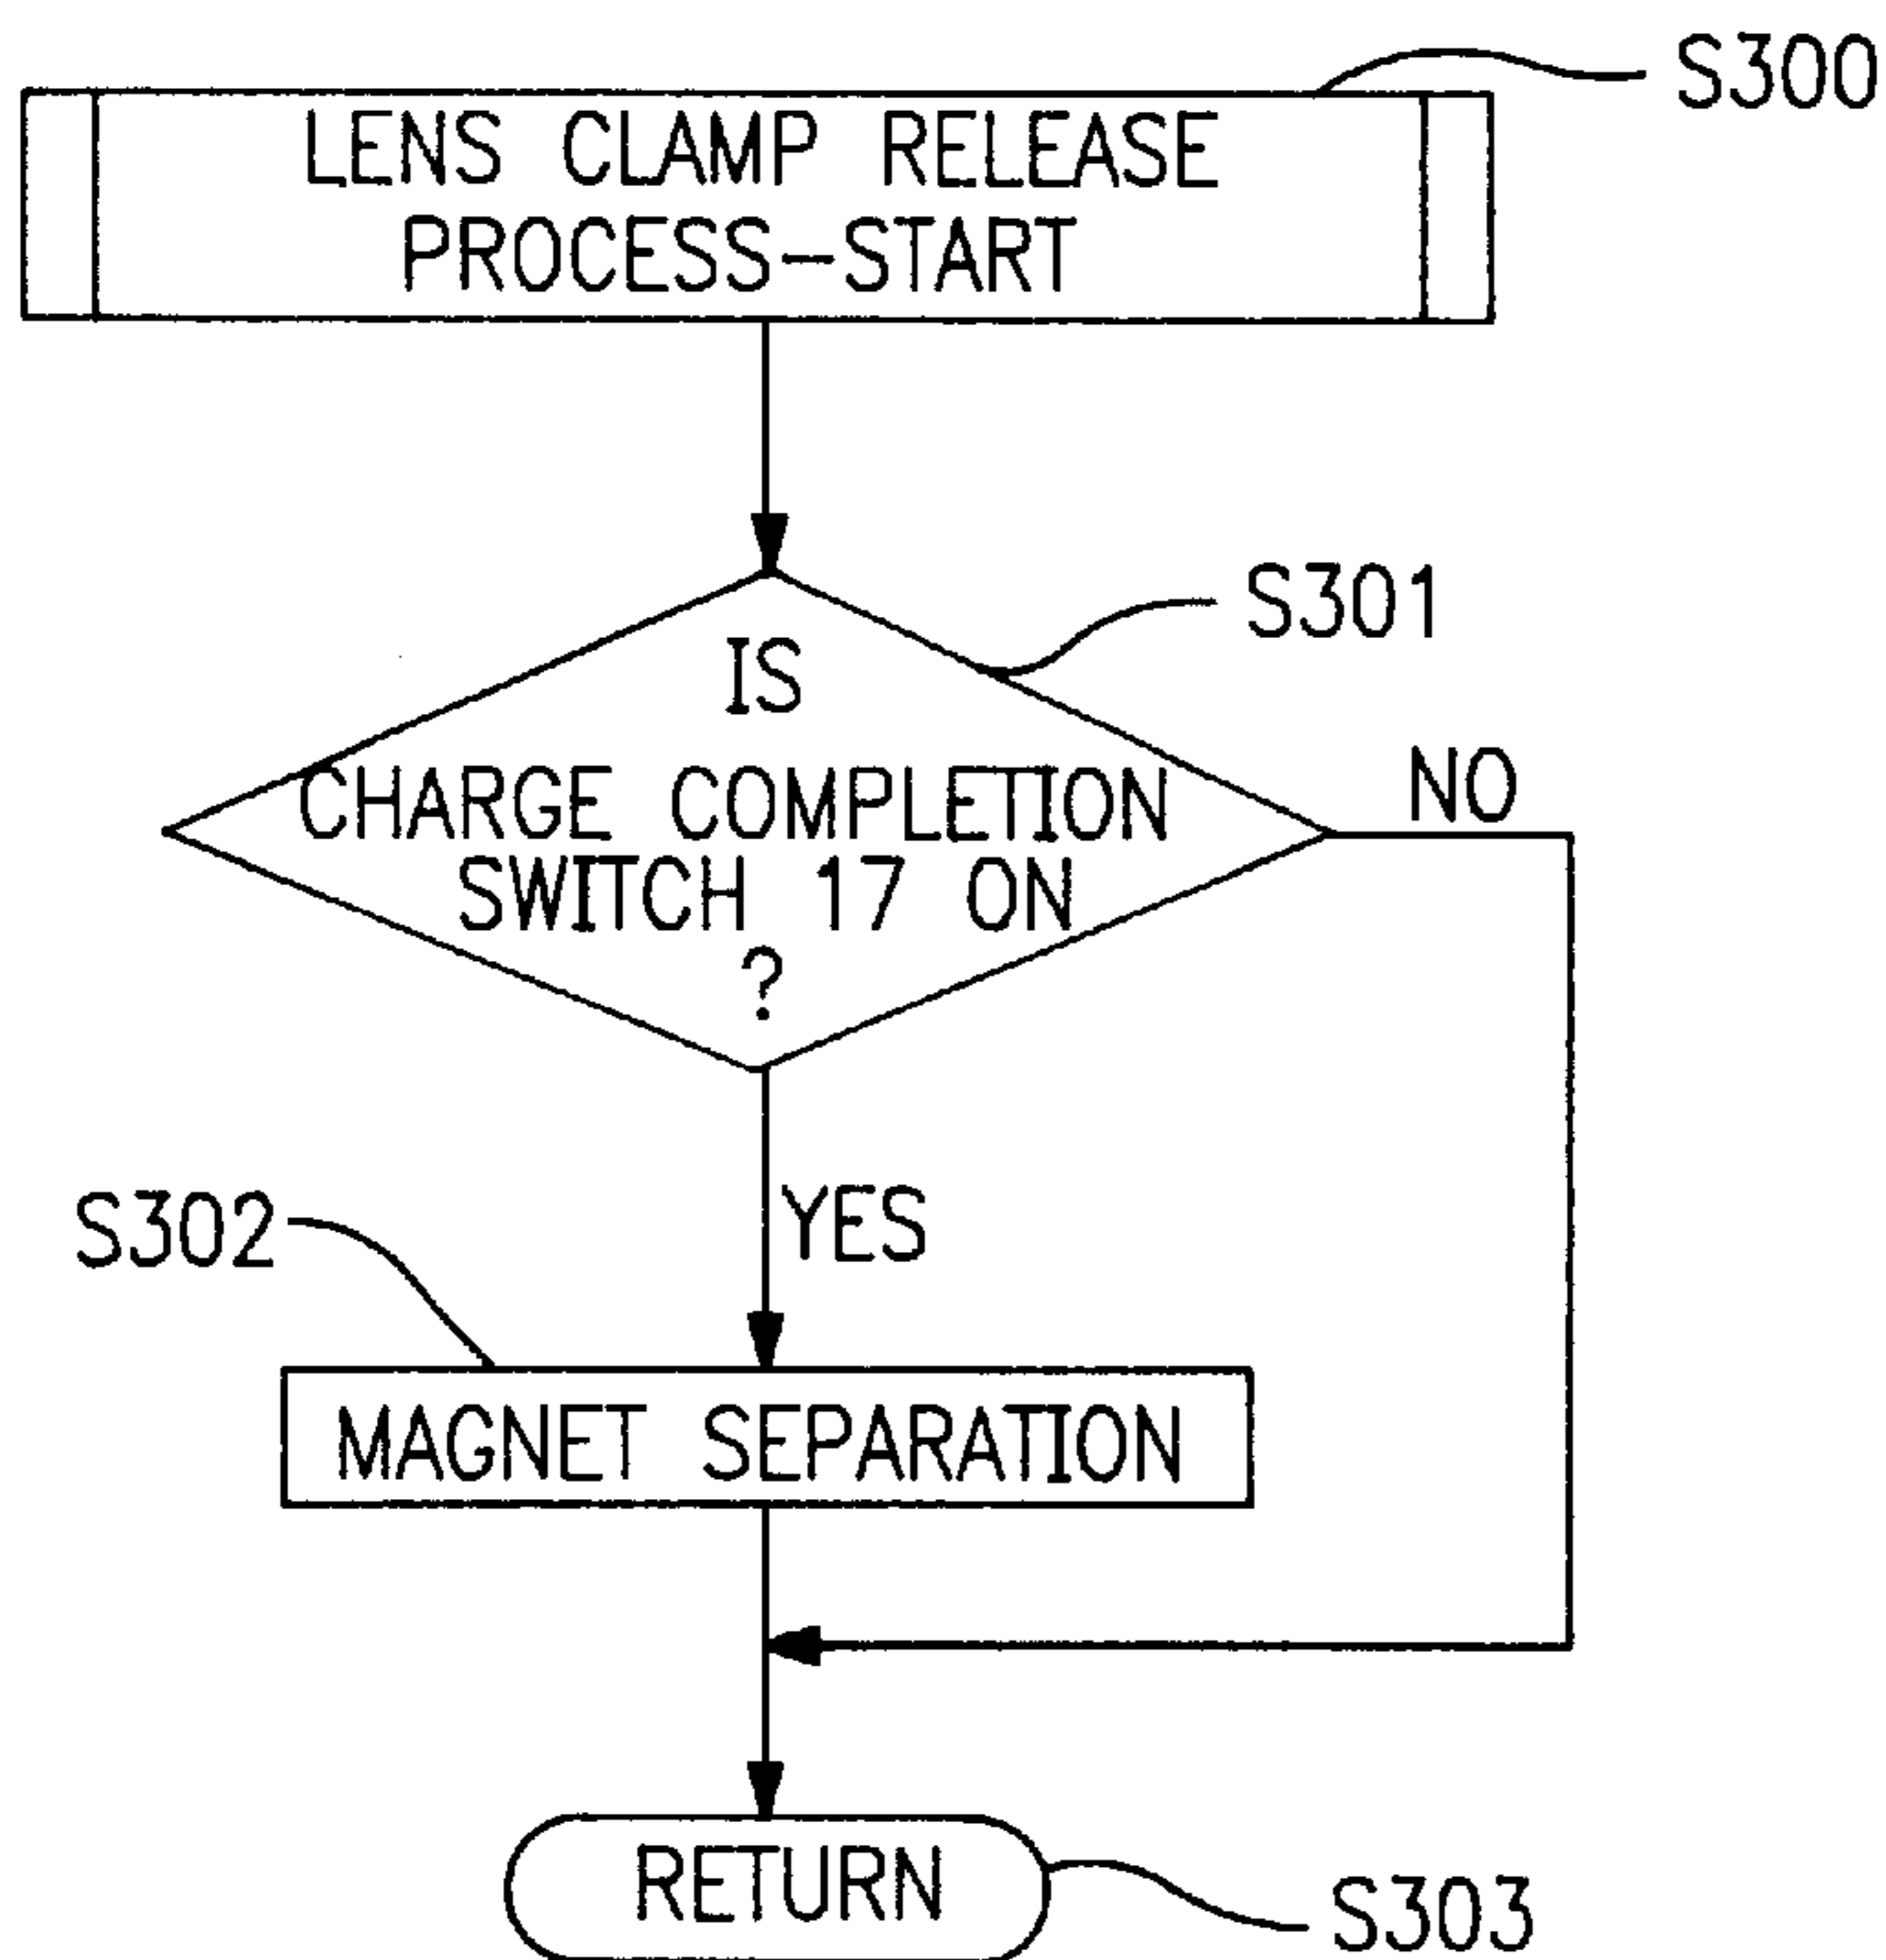 S300
LENS CLAMP RELEASE
PROCESS-START
S301
IS
CHARGE COMPLETION
SWITCH 17 ON
?
NO
YES
S302
MAGNET SEPARATION
RETURN
S303